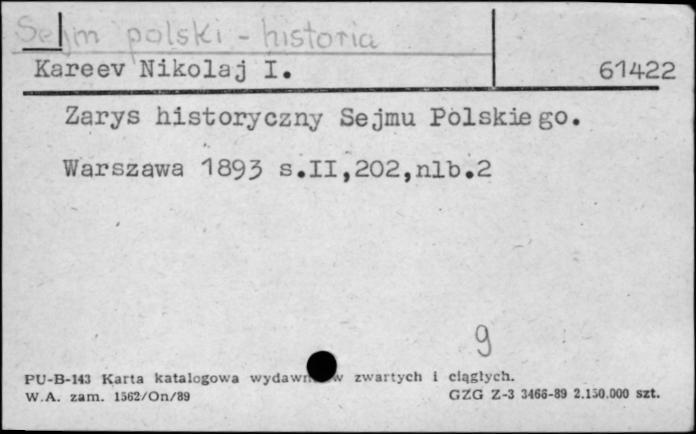 Sejm polski - historia
Kareev Nikolaj I. 61422
Zarys historyczny Sejmu Polskiego.
Warszawa 1893 s.II,202,nlb.2
9
PU-B-143 Karta katalogowa zwartych i ciągłych.
W.A. zam. 1562/On/89 GZG Z-3 3466-89 2.150.000 szt.